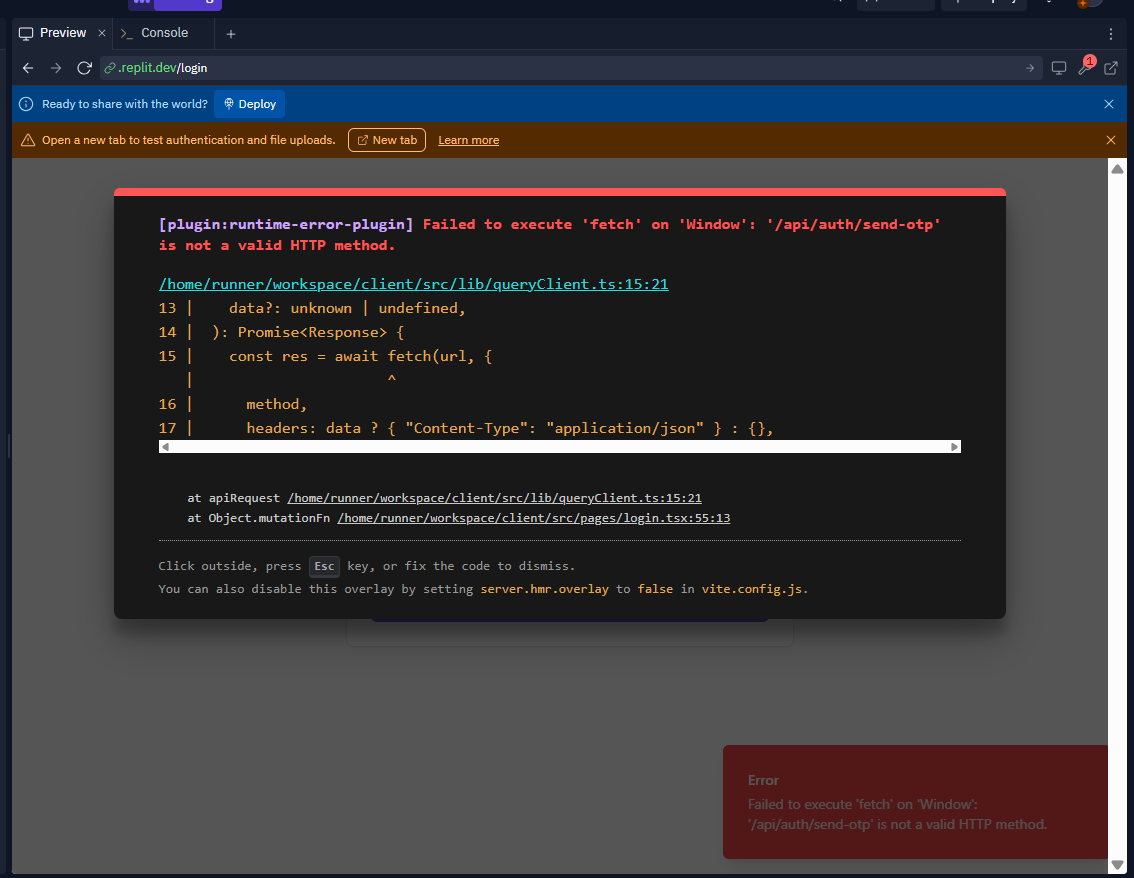 Preview
Console
.replit.dev/login
1
Ready to share with the world?
Deploy
Open a new tab to test authentication and file uploads.
New tab
Learn more
[plugin:runtime-error-plugin] Failed to execute 'fetch' on 'Window': '/api/auth/send-otp'
is not a valid HTTP method.
/home/runner/workspace/client/src/lib/queryClient.ts:15:21
13 |    data?: unknown | undefined,
14 |  ): Promise<Response> {
15 |    const res = await fetch(url, {
   |                      ^
16 |      method,
17 |      headers: data ? { "Content-Type": "application/json" } : {},
at apiRequest /home/runner/workspace/client/src/lib/queryClient.ts:15:21
at Object.mutationFn /home/runner/workspace/client/src/pages/login.tsx:55:13
Click outside, press Esc key, or fix the code to dismiss.
You can also disable this overlay by setting server.hmr.overlay to false in vite.config.js.
Error
Failed to execute 'fetch' on 'Window':
'/api/auth/send-otp' is not a valid HTTP method.